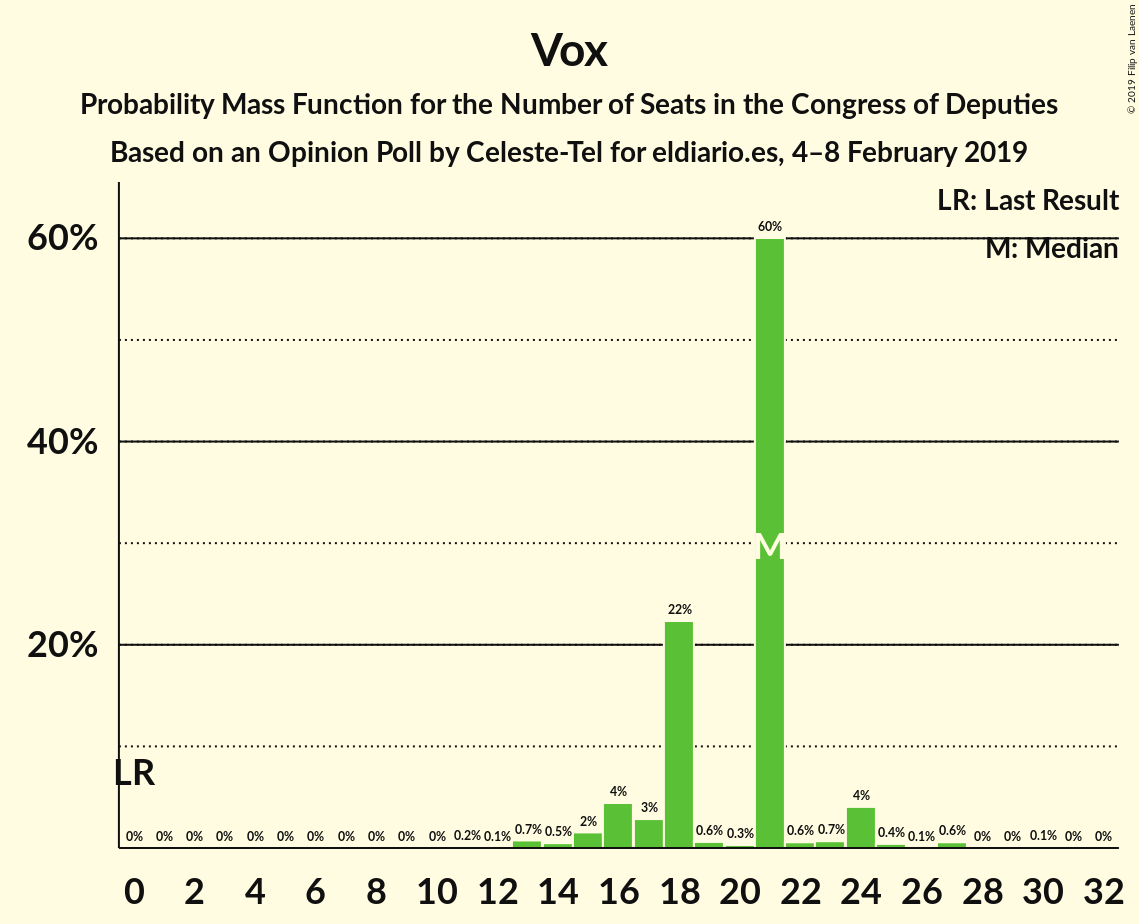 Vox
Probability Mass Function for the Number of Seats in the Congress of Deputies
Based on an Opinion Poll by Celeste-Tel for eldiario.es, 4–8 February 2019
© 2019 Filip van Laenen
LR: Last Result
M: Median
60%
40%
20%
60%
M
22%
LR
0% 0% 0% 0% 0% 0% 0% 0% 0% 0% 0% 0.2% 0.1% 0.7% 0.5% 2% 4% 3% 0.6% 0.3% 0.6% 0.7% 4% 0.4% 0.1% 0.6% 0% 0% 0.1% 0% 0%
0 2 4 6 8 10 12 14 16 18 20 22 24 26 28 30 32